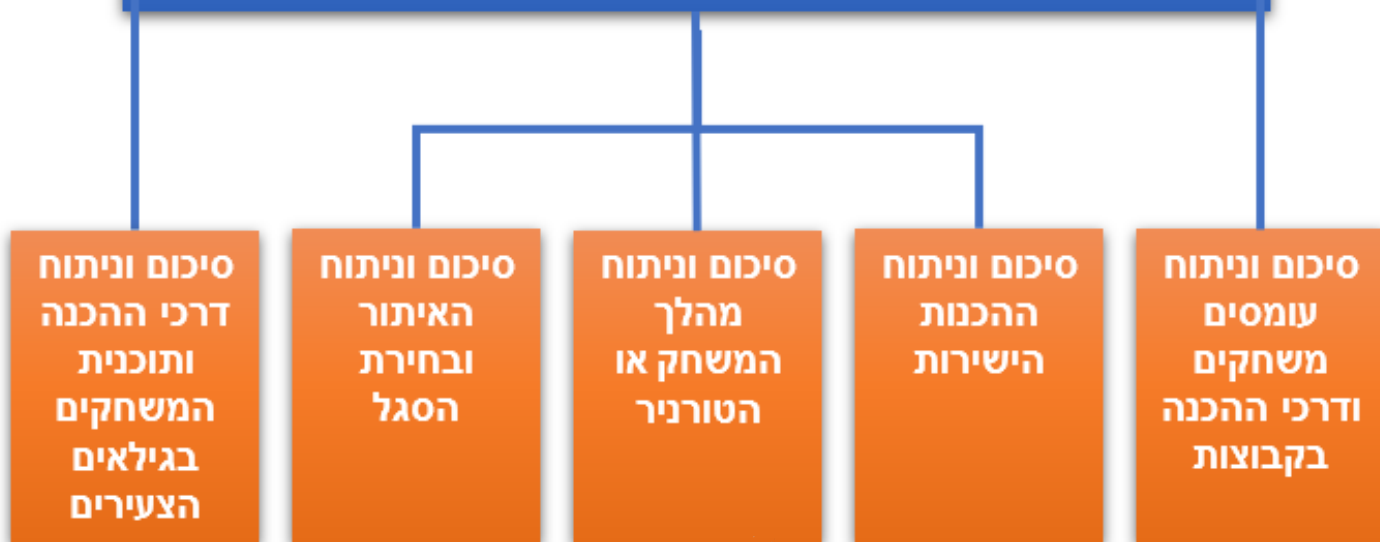 סיכום וניתוח
עומסים
משחקים
ודרכי ההכנה
בקבוצות
סיכום וניתוח
ההכנות
הישירות
סיכום וניתוח
מהלך
המשחק או
הטורניר
סיכום וניתוח
האיתור
ובחירת
הסגל
סיכום וניתוח
דרכי ההכנה
ותוכנית
המשחקים
בגילאים
הצעירים